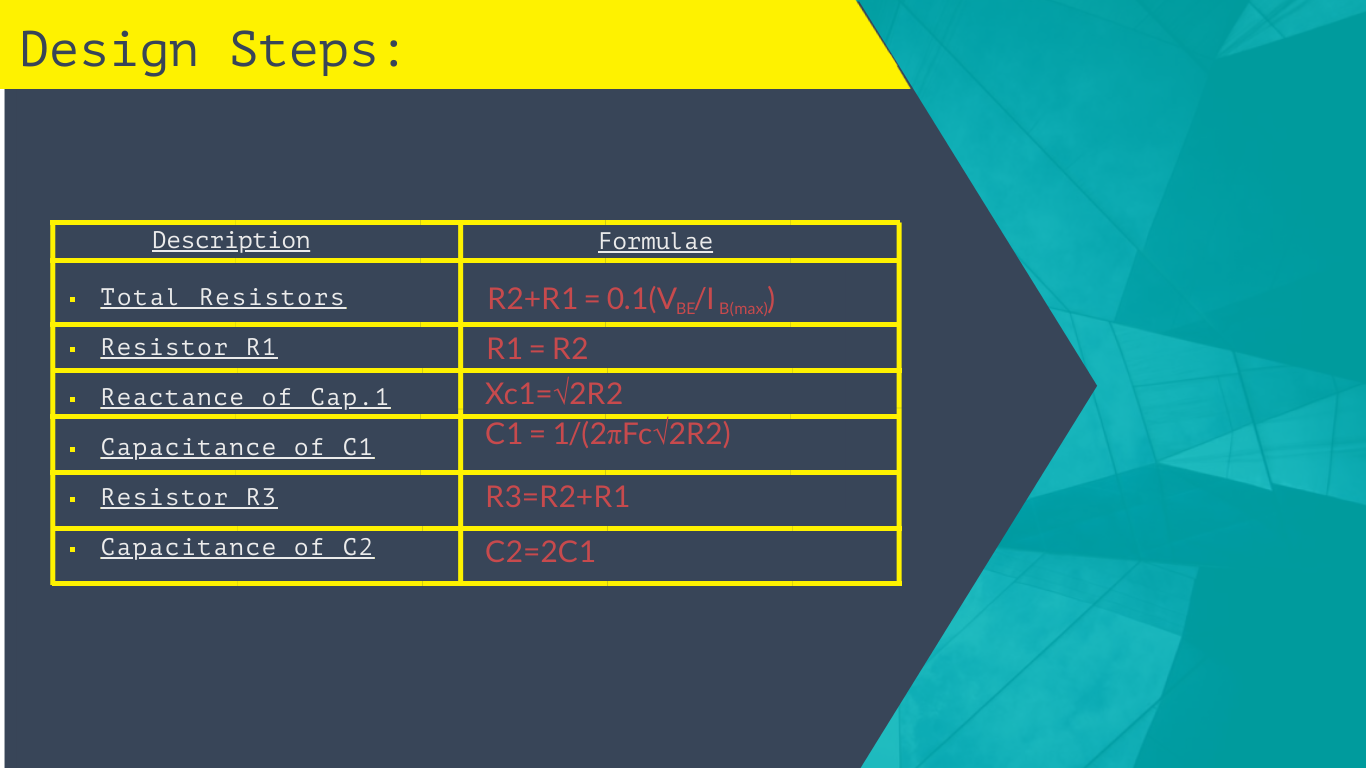 Design Steps:
Description Formulae
▪ Total Resistors R2+R1 = 0.1(VBE/I B(max))
▪ Resistor R1 R1 = R2
▪ Reactance of Cap.1 Xc1=√2R2
▪ Capacitance of C1 C1 = 1/(2πFc√2R2)
▪ Resistor R3 R3=R2+R1
▪ Capacitance of C2 C2=2C1